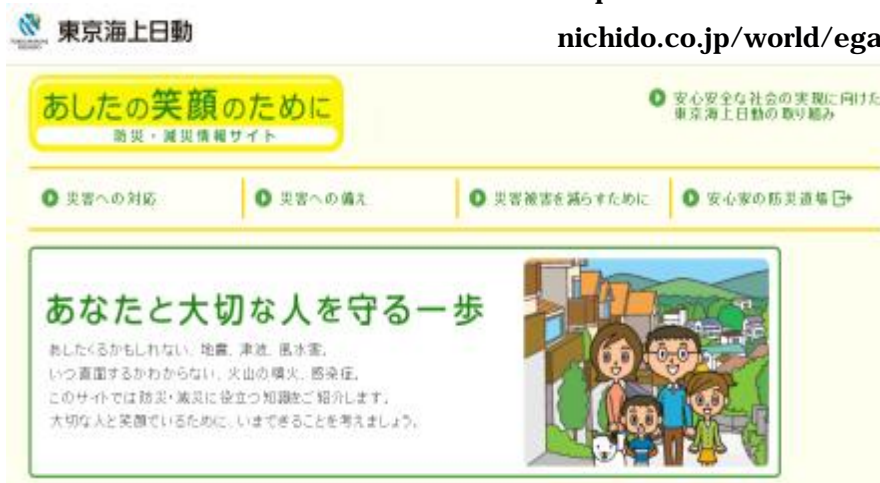 東京海上日動
nichido.co.jp/world/ega
あしたの笑顔のために
防災・減災情報サイト
安心安全な社会の実現に向けた
東京海上日動の取り組み
災害への対応
災害への備え
災害被害を減らすために
安心家の防災道場
あなたと大切な人を守る一歩
あしたくるかもしれない、地震、津波、風水害。
いつ直面するかわからない、火山の噴火、感染症。
このサイトでは防災・減災に役立つ知識をご紹介します。
大切な人と笑顔でいるために、いまできることを考えましょう。